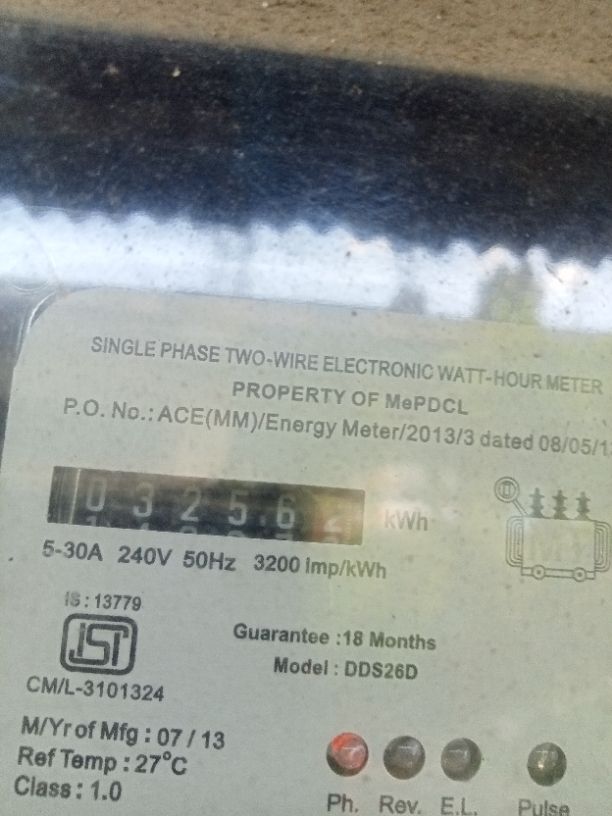 SINGLE PHASE TWO-WIRE ELECTRONIC WATT-HOUR METER
PROPERTY OF MePDCL
P.O. No.: ACE(MM)/Energy Meter/2013/3 dated 08/05/1
0 3 2 5.6 kWh
5-30A 240V 50Hz 3200 Imp/kWh
IS : 13779
ISI
CM/L-3101324
Guarantee :18 Months
Model : DDS26D
M/Yr of Mfg : 07 / 13
Ref Temp : 27°C
Class : 1.0
Ph. Rev. E.L. Pulse